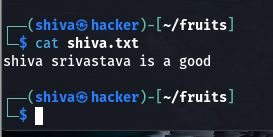 ┌──(shiva㉿hacker)-[~/fruits]
└─$ cat shiva.txt
shiva srivastava is a good
┌──(shiva㉿hacker)-[~/fruits]
└─$